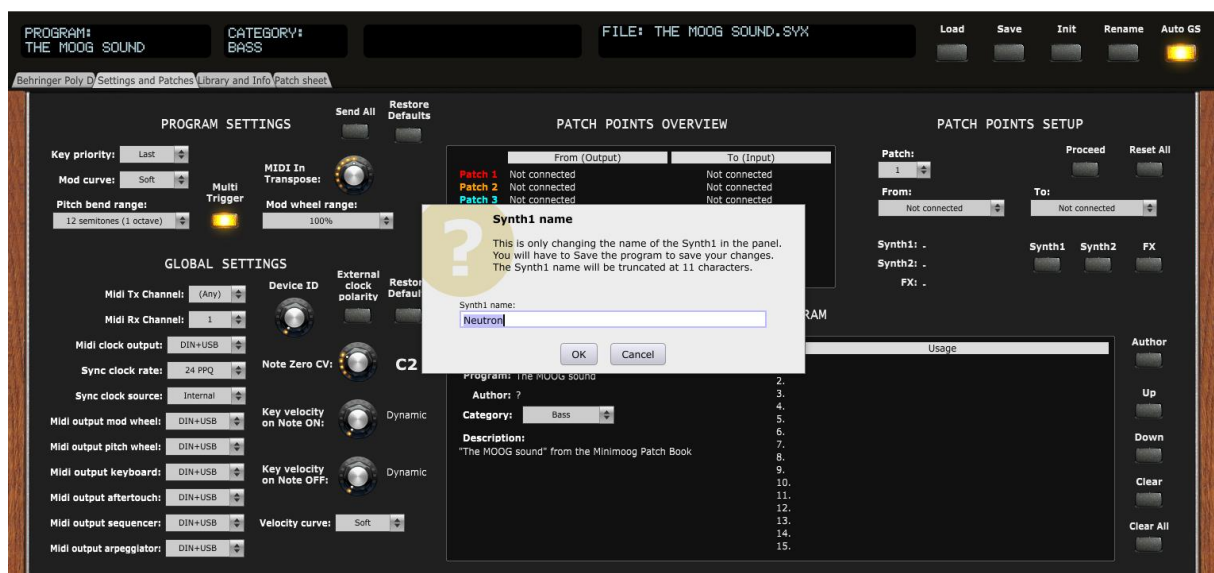 PROGRAM:
THE MOOG SOUND
CATEGORY:
BASS
FILE: THE MOOG SOUND.SYX
Load Save Init Rename Auto GS
Behringer Poly D Settings and Patches Library and Info Patch sheet
PROGRAM SETTINGS
Send All
Restore Defaults
Key priority: Last
Mod curve: Soft
Multi Trigger
MIDI In Transpose:
Pitch bend range:
12 semitones (1 octave)
Mod wheel range:
100%
GLOBAL SETTINGS
Midi Tx Channel: (Any)
Device ID
External clock polarity
Midi Rx Channel: 1
Midi clock output: DIN+USB
Sync clock rate: 24 PPQ
Note Zero CV: C2
Sync clock source: Internal
Midi output mod wheel: DIN+USB
Key velocity on Note ON: Dynamic
Midi output pitch wheel: DIN+USB
Midi output keyboard: DIN+USB
Key velocity on Note OFF: Dynamic
Midi output aftertouch: DIN+USB
Midi output sequencer: DIN+USB
Velocity curve: Soft
Midi output arpeggiator: DIN+USB
PATCH POINTS OVERVIEW
From (Output) To (Input)
Patch 1 Not connected Not connected
Patch 2 Not connected Not connected
Patch 3 Not connected Not connected
PATCH POINTS SETUP
Patch:
1
Proceed Reset All
From: To:
Not connected Not connected
Synth1: .
Synth2: .
FX: .
Synth1 Synth2 FX
?
Synth1 name
This is only changing the name of the Synth1 in the panel.
You will have to Save the program to save your changes.
The Synth1 name will be truncated at 11 characters.
Synth1 name:
Neutron
OK Cancel
Usage
Program: The MOOG sound
Author: ?
Category: Bass
Description:
"The MOOG sound" from the Minimoog Patch Book
2.
3.
4.
5.
6.
7.
8.
9.
10.
11.
12.
13.
14.
15.
Author
Up
Down
Clear
Clear All